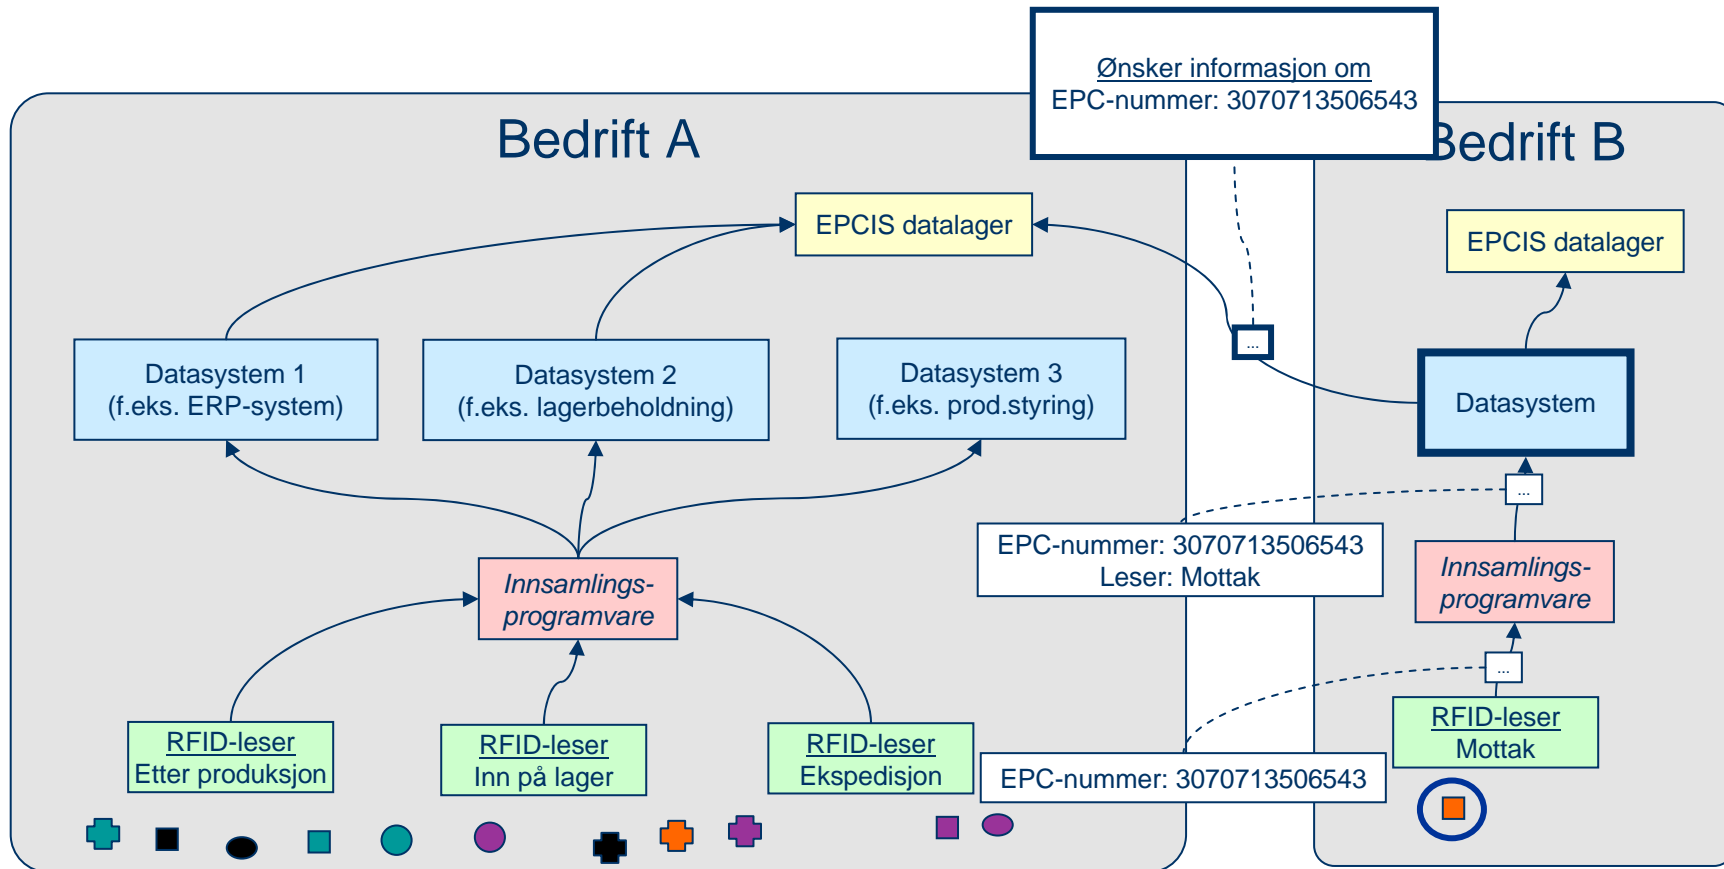 Ønsker informasjon om
EPC-nummer: 3070713506543
Bedrift A
Bedrift B
EPCIS datalager
EPCIS datalager
...
Datasystem 1
(f.eks. ERP-system)
Datasystem 2
(f.eks. lagerbeholdning)
Datasystem 3
(f.eks. prod.styring)
Datasystem
...
EPC-nummer: 3070713506543
Leser: Mottak
Innsamlings-
programvare
Innsamlings-
programvare
...
RFID-leser
Etter produksjon
RFID-leser
Inn på lager
RFID-leser
Ekspedisjon
EPC-nummer: 3070713506543
RFID-leser
Mottak